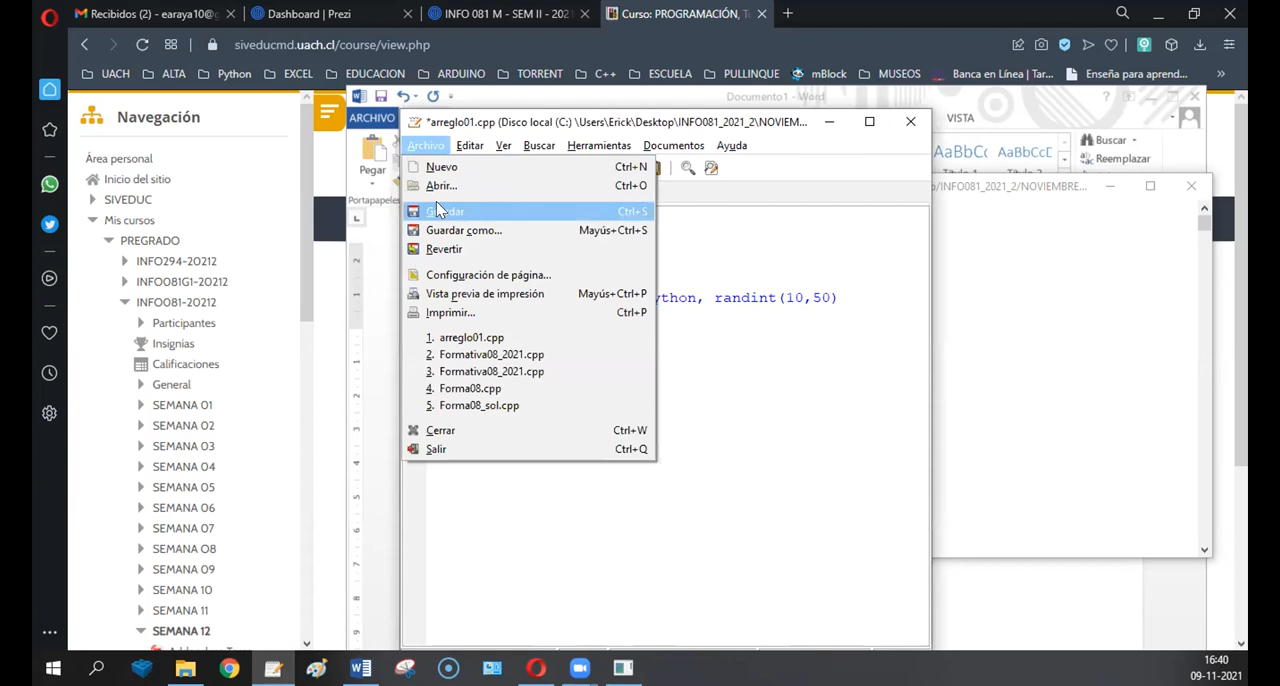 Recibidos (2) - earaya10@g
Dashboard | Prezi
INFO 081 M - SEM II - 202
Curso: PROGRAMACIÓN, T
siveducmd.uach.cl/course/view.php
UACH
ALTA
Python
EXCEL
EDUCACION
ARDUINO
TORRENT
C++
ESCUELA
PULLINQUE
mBlock
MUSEOS
Banca en Línea | Tar...
Enseña para aprend...
»
Navegación
Área personal
Inicio del sitio
SIVEDUC
Mis cursos
PREGRADO
INFO294-20212
INFO081G1-20212
INFO081-20212
Participantes
Insignias
Calificaciones
General
SEMANA 01
SEMANA 02
SEMANA 03
SEMANA 04
SEMANA 05
SEMANA 06
SEMANA 07
SEMANA 08
SEMANA 09
SEMANA 10
SEMANA 11
SEMANA 12
Documento1 - Word
ARCHIVO
VISTA
Pegar
Portapapeles
AaBbC(
AaBbCcE
Buscar
Reemplazar
*arreglo01.cpp (Disco local (C:) \Users\Erick\Desktop\INFO081_2021_2\NOVIEM...
Archivo
Editar
Ver
Buscar
Herramientas
Documentos
Ayuda
Nuevo Ctrl+N
Abrir... Ctrl+O
Guardar Ctrl+S
Guardar como... Mayús+Ctrl+S
Revertir
Configuración de página...
Vista previa de impresión Mayús+Ctrl+P
Imprimir... Ctrl+P
1. arreglo01.cpp
2. Formativa08_2021.cpp
3. Formativa08_2021.cpp
4. Forma08.cpp
5. Forma08_sol.cpp
Cerrar Ctrl+W
Salir Ctrl+Q
ython, randint(10,50)
/INFO081_2021_2/NOVIEMBRE...
16:40
09-11-2021